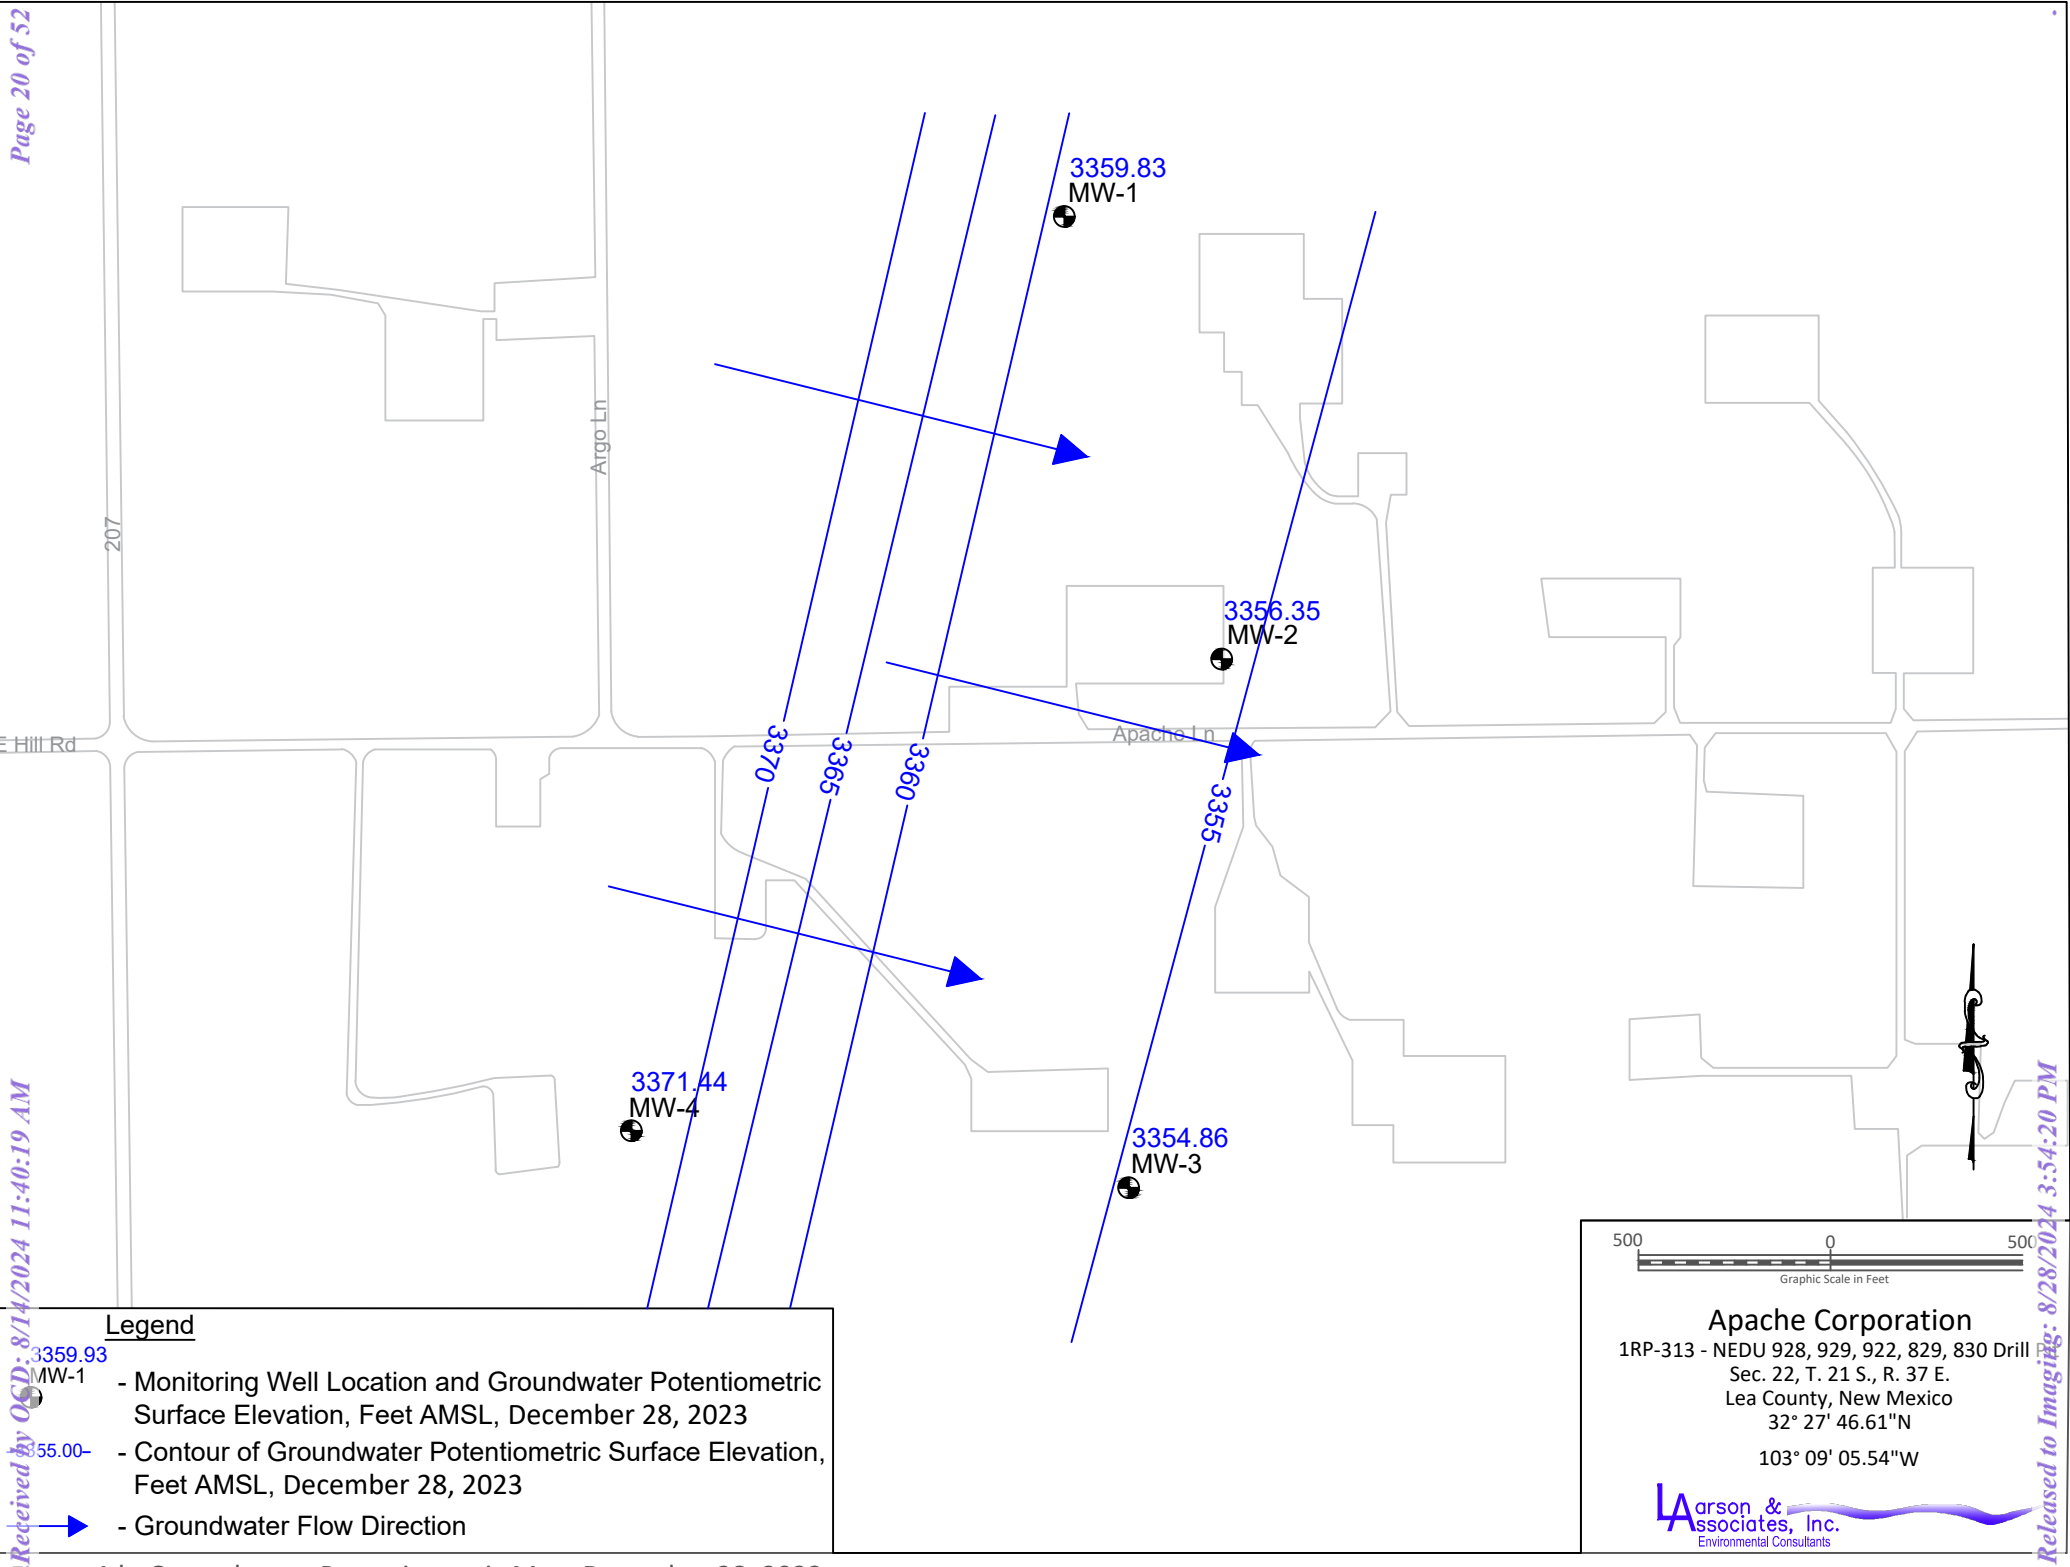 Page 20 of 52
3359.83
MW-1
Argo Ln
207
3356.35
MW-2
E Hill Rd
Apache Ln
3370
3365
3360
3355
3371.44
MW-4
3354.86
MW-3
500 0 500
Graphic Scale in Feet
Apache Corporation
1RP-313 - NEDU 928, 929, 922, 829, 830 Drill
Sec. 22, T. 21 S., R. 37 E.
Lea County, New Mexico
32° 27' 46.61"N
103° 09' 05.54"W
Larson &
Associates, Inc.
Environmental Consultants
Legend
3359.93
MW-1
- Monitoring Well Location and Groundwater Potentiometric
Surface Elevation, Feet AMSL, December 28, 2023
3355.00
- Contour of Groundwater Potentiometric Surface Elevation,
Feet AMSL, December 28, 2023
- Groundwater Flow Direction
Received by OCD: 8/14/2024 11:40:19 AM
Released to Imaging: 8/28/2024 3:54:20 PM